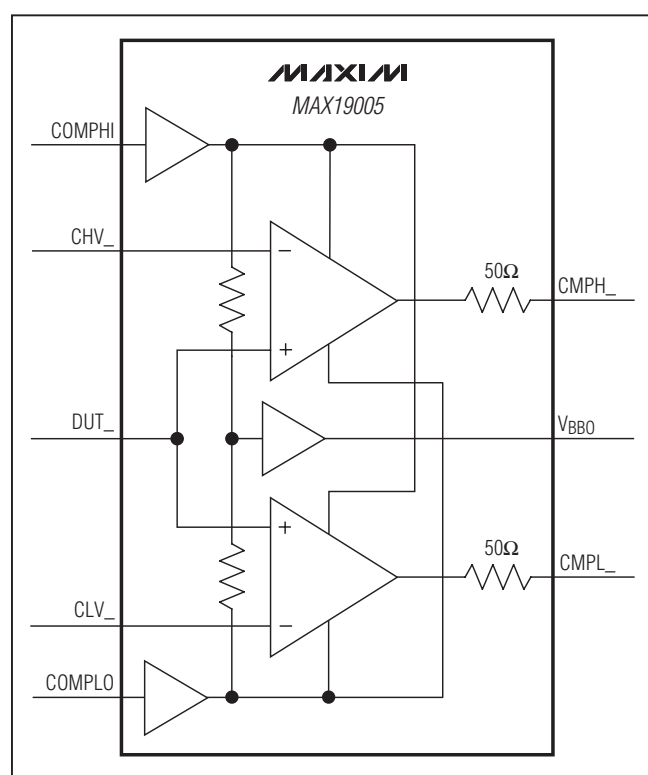 MAXIM
MAX19005
COMPHI
CHV_
−
50Ω
CMPH_
+
DUT_
VBBO
+
50Ω
CMPL_
CLV_
−
COMPLO